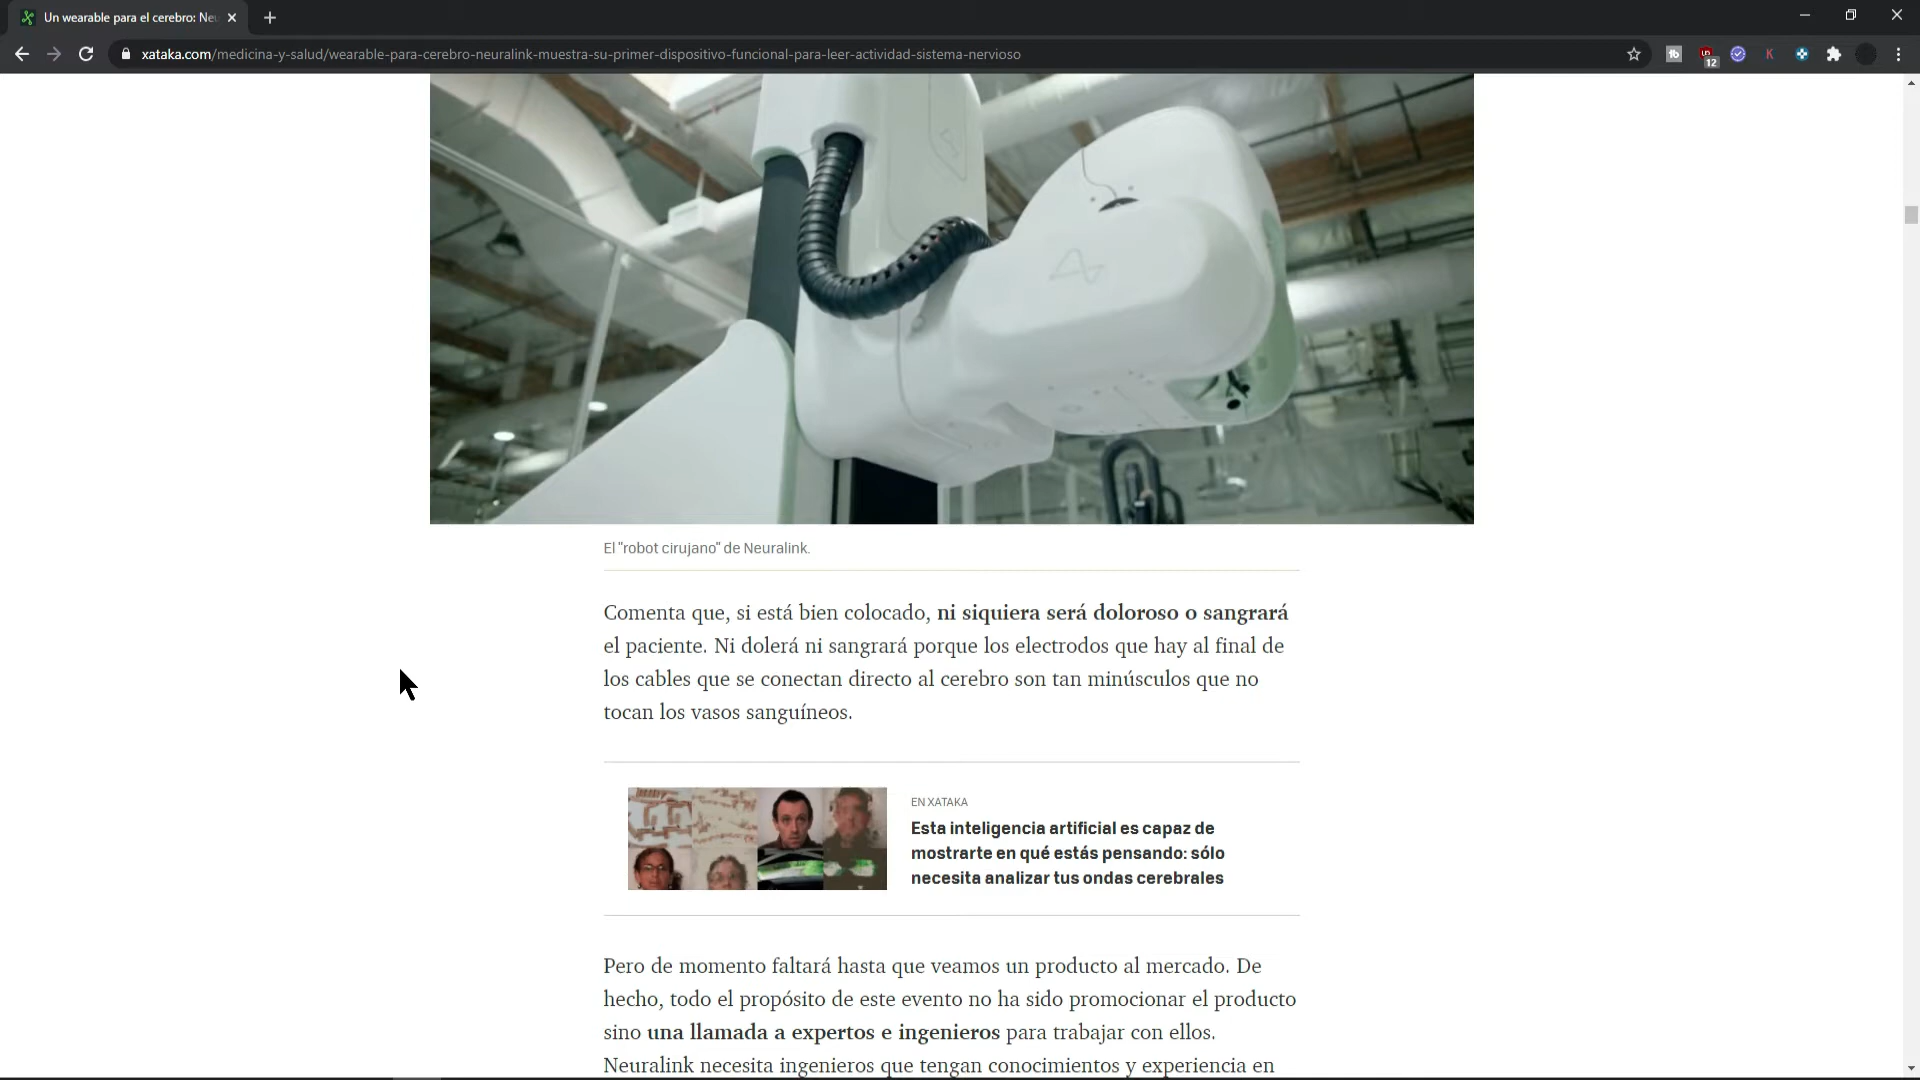 Un wearable para el cerebro: Neu
xataka.com/medicina-y-salud/wearable-para-cerebro-neuralink-muestra-su-primer-dispositivo-funcional-para-leer-actividad-sistema-nervioso
12
El "robot cirujano" de Neuralink.
Comenta que, si está bien colocado, ni siquiera será doloroso o sangrará
el paciente. Ni dolerá ni sangrará porque los electrodos que hay al final de
los cables que se conectan directo al cerebro son tan minúsculos que no
tocan los vasos sanguíneos.
EN XATAKA
Esta inteligencia artificial es capaz de
mostrarte en qué estás pensando: sólo
necesita analizar tus ondas cerebrales
Pero de momento faltará hasta que veamos un producto al mercado. De
hecho, todo el propósito de este evento no ha sido promocionar el producto
sino una llamada a expertos e ingenieros para trabajar con ellos.
Neuralink necesita ingenieros que tengan conocimientos y experiencia en